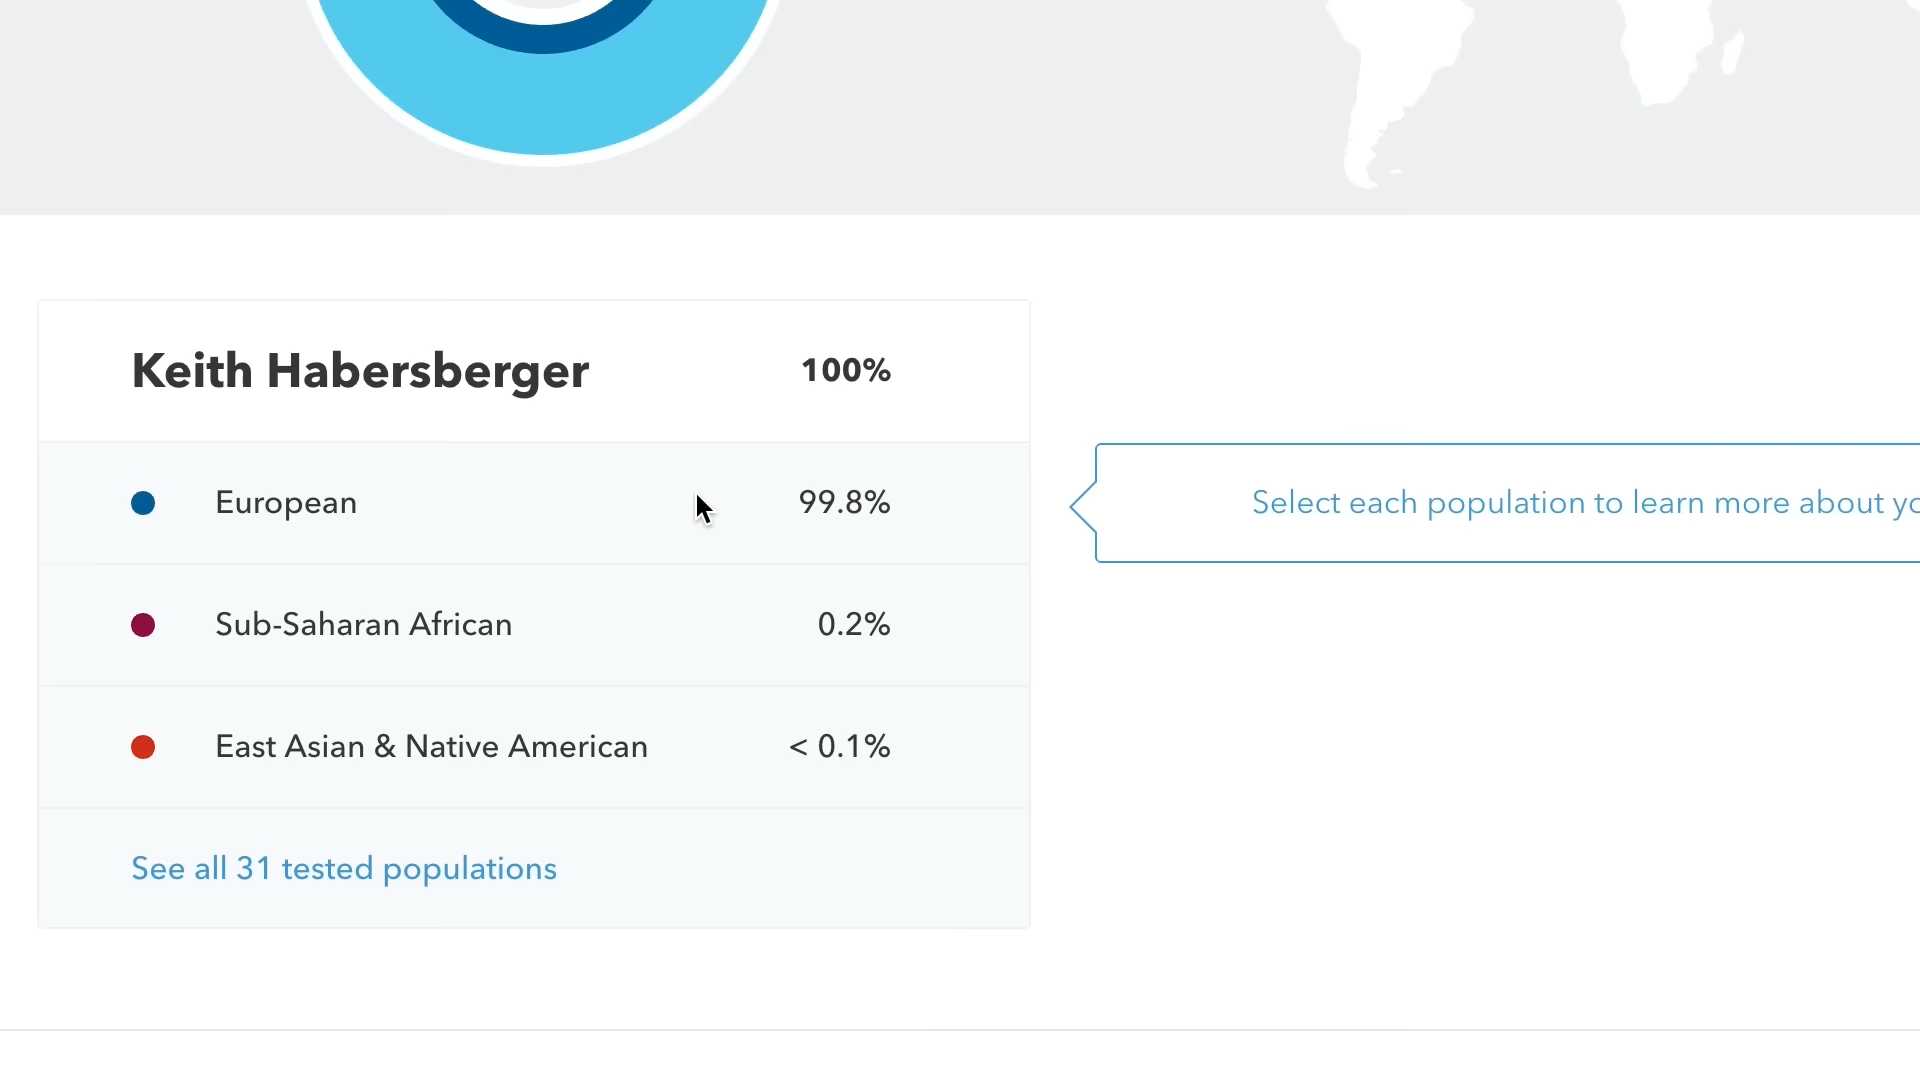 Keith Habersberger 100%
European 99.8%
Select each population to learn more about
Sub-Saharan African 0.2%
East Asian & Native American < 0.1%
See all 31 tested populations